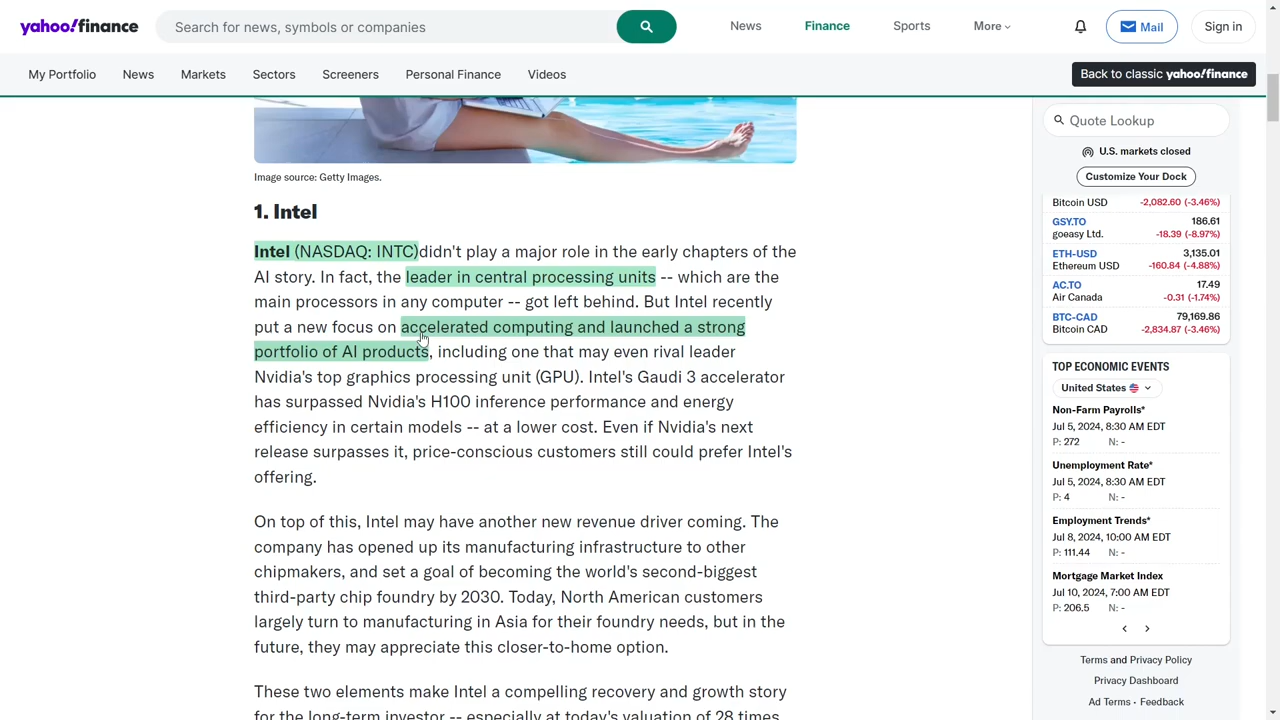 yahoo!finance
Search for news, symbols or companies
News
Finance
Sports
More
Mail
Sign in
My Portfolio
News
Markets
Sectors
Screeners
Personal Finance
Videos
Back to classic yahoo!finance
Image source: Getty Images.
1. Intel
Intel (NASDAQ: INTC)didn't play a major role in the early chapters of the
AI story. In fact, the leader in central processing units -- which are the
main processors in any computer -- got left behind. But Intel recently
put a new focus on accelerated computing and launched a strong
portfolio of AI products, including one that may even rival leader
Nvidia's top graphics processing unit (GPU). Intel's Gaudi 3 accelerator
has surpassed Nvidia's H100 inference performance and energy
efficiency in certain models -- at a lower cost. Even if Nvidia's next
release surpasses it, price-conscious customers still could prefer Intel's
offering.
On top of this, Intel may have another new revenue driver coming. The
company has opened up its manufacturing infrastructure to other
chipmakers, and set a goal of becoming the world's second-biggest
third-party chip foundry by 2030. Today, North American customers
largely turn to manufacturing in Asia for their foundry needs, but in the
future, they may appreciate this closer-to-home option.
These two elements make Intel a compelling recovery and growth story
for the long-term investor -- especially at today's valuation of 28 times
Quote Lookup
U.S. markets closed
Customize Your Dock
Bitcoin USD -2,082.60 (-3.46%)
GSY.TO 186.61
goeasy Ltd. -18.39 (-8.97%)
ETH-USD 3,135.01
Ethereum USD -160.84 (-4.88%)
AC.TO 17.49
Air Canada -0.31 (-1.74%)
BTC-CAD 79,169.86
Bitcoin CAD -2,834.87 (-3.46%)
TOP ECONOMIC EVENTS
United States
Non-Farm Payrolls*
Jul 5, 2024, 8:30 AM EDT
P: 272 N: -
Unemployment Rate*
Jul 5, 2024, 8:30 AM EDT
P: 4 N: -
Employment Trends*
Jul 8, 2024, 10:00 AM EDT
P: 111.44 N: -
Mortgage Market Index
Jul 10, 2024, 7:00 AM EDT
P: 206.5 N: -
Terms and Privacy Policy
Privacy Dashboard
Ad Terms • Feedback